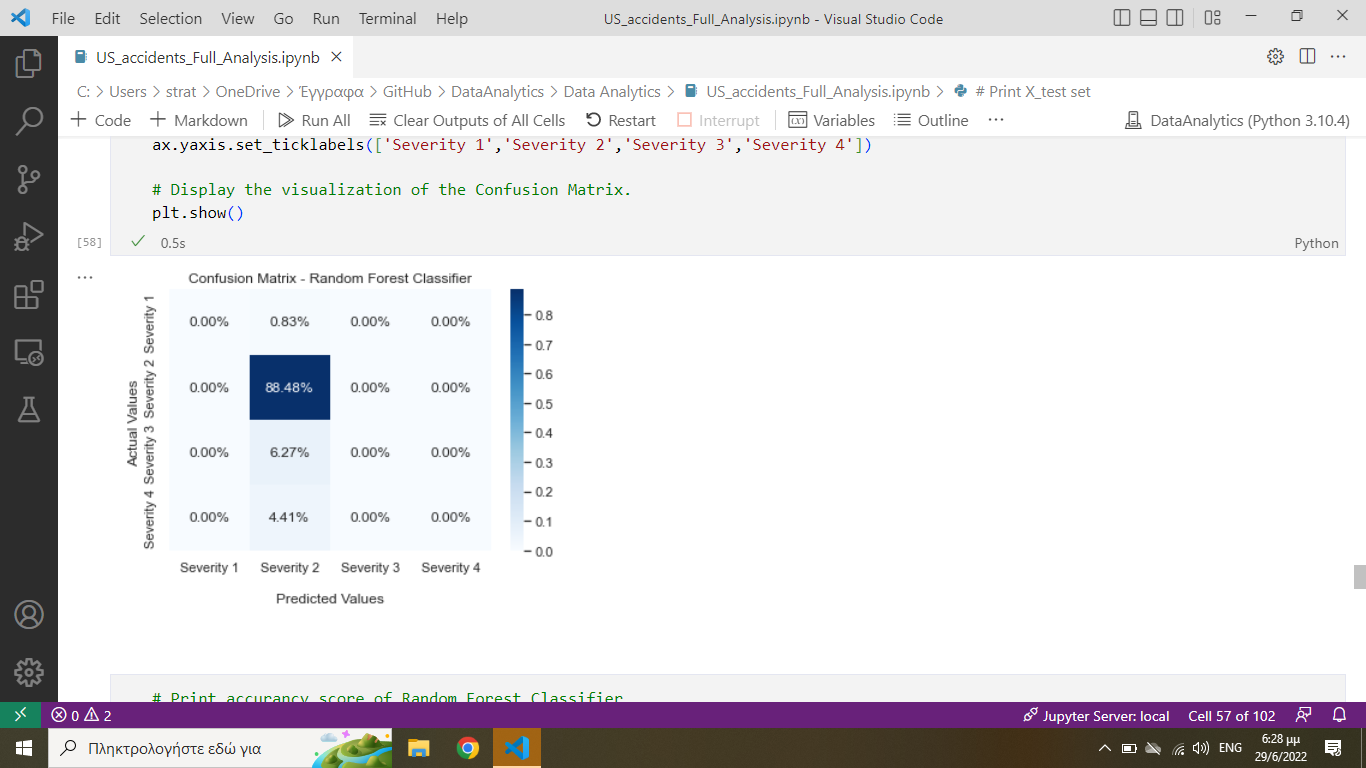 File Edit Selection View Go Run Terminal Help US_accidents_Full_Analysis.ipynb - Visual Studio Code
US_accidents_Full_Analysis.ipynb
C: > Users > strat > OneDrive > Έγγραφα > GitHub > DataAnalytics > Data Analytics > US_accidents_Full_Analysis.ipynb > # Print X_test set
+ Code + Markdown Run All Clear Outputs of All Cells Restart Interrupt Variables Outline ... DataAnalytics (Python 3.10.4)
ax.yaxis.set_ticklabels(['Severity 1','Severity 2','Severity 3','Severity 4'])
# Display the visualization of the Confusion Matrix.
plt.show()
[58] 0.5s Python
Confusion Matrix - Random Forest Classifier
Actual Values
Severity 1 0.00% 0.83% 0.00% 0.00%
Severity 2 0.00% 88.48% 0.00% 0.00%
Severity 3 0.00% 6.27% 0.00% 0.00%
Severity 4 0.00% 4.41% 0.00% 0.00%
Severity 1 Severity 2 Severity 3 Severity 4
Predicted Values
0.8
0.7
0.6
0.5
0.4
0.3
0.2
0.1
0.0
# Print accurancy score of Random Forest Classifier
0 2 Jupyter Server: local Cell 57 of 102
Πληκτρολογήστε εδώ για ENG 6:28 μμ
29/6/2022